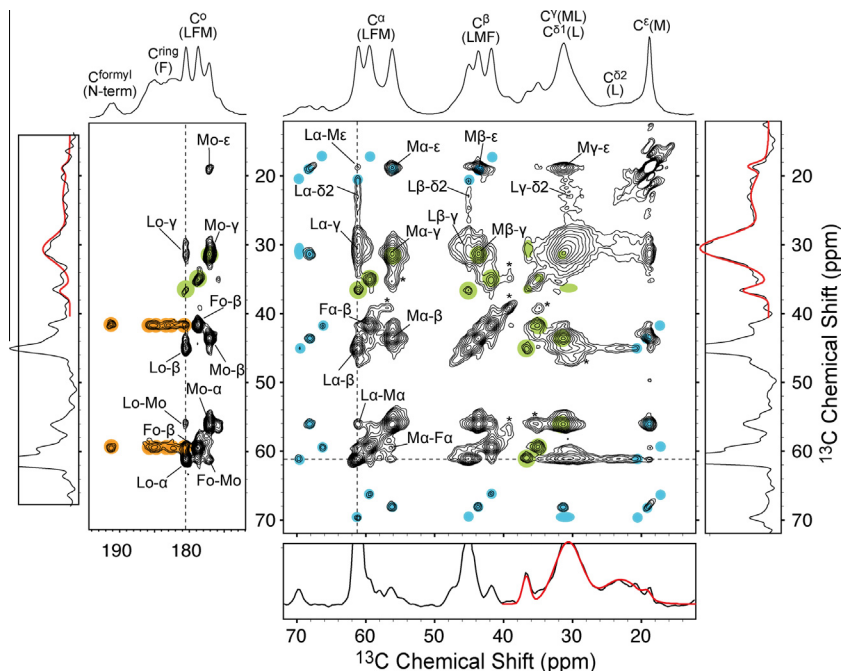 C^o
(LFM)
C^ring
(F)
C^formyl
(N-term)
C^α
(LFM)
C^β
(LMF)
C^γ(ML)
C^δ1(L)
C^δ2
(L)
C^ε(M)
Mo-ε
Lα-Mε
Mα-ε
Mβ-ε
Mγ-ε
Lα-δ2
Lβ-δ2
Lγ-δ2
Lo-γ
Mo-γ
Lα-γ
Mα-γ
Lβ-γ
Mβ-γ
*
*
*
*
*
Fo-β
Fα-β
Mα-β
Lo-β
Mo-β
Lα-β
Mo-α
Lo-Mo
Lα-Mα
*
*
Fo-β
Mα-Fα
Lo-α
Fo-Mo
20
30
40
50
60
70
13C Chemical Shift (ppm)
190
180
70
60
50
40
30
20
13C Chemical Shift (ppm)